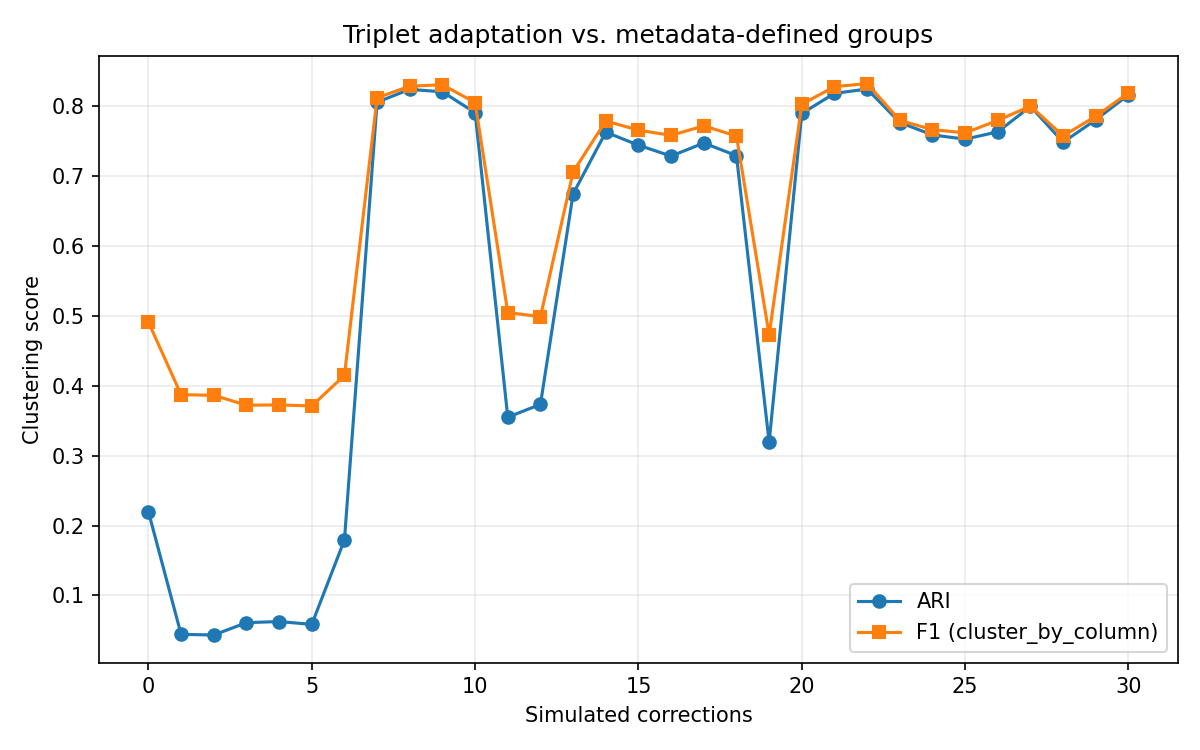 Triplet adaptation vs. metadata-defined groups
Clustering score
0.8
0.7
0.6
0.5
0.4
0.3
0.2
0.1
0 5 10 15 20 25 30
Simulated corrections
ARI
F1 (cluster_by_column)